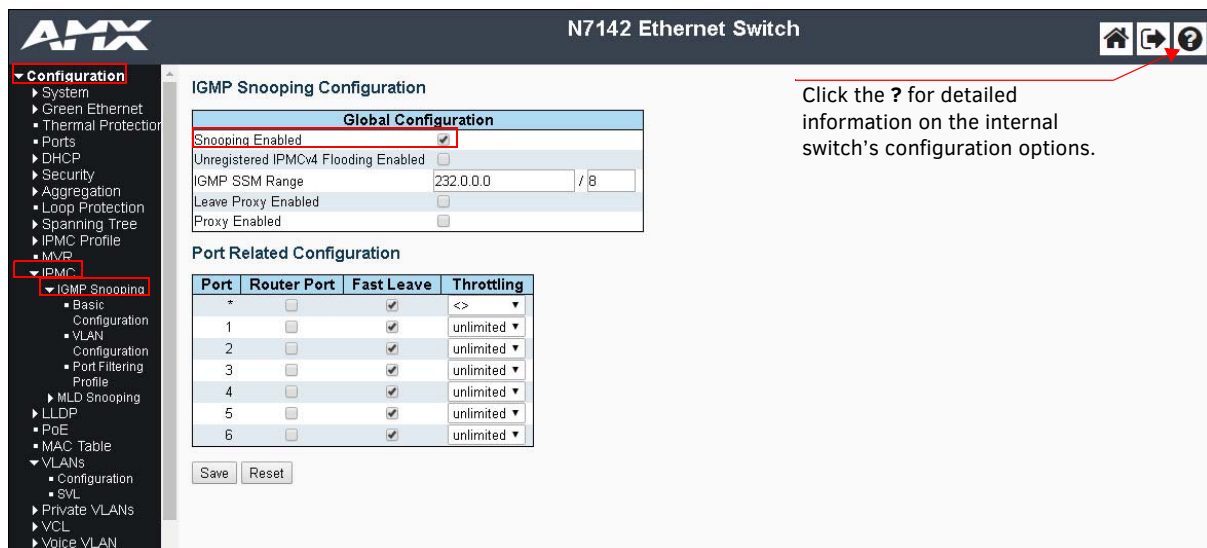 AMX
N7142 Ethernet Switch
?
Configuration
System
Green Ethernet
Thermal Protection
Ports
DHCP
Security
Aggregation
Loop Protection
Spanning Tree
IPMC Profile
MVR
IPMC
IGMP Snooping
Basic
Configuration
VLAN
Configuration
Port Filtering
Profile
MLD Snooping
LLDP
PoE
MAC Table
VLANs
Configuration
SVL
Private VLANs
VCL
Voice VLAN
IGMP Snooping Configuration
Global Configuration
Snooping Enabled
Unregistered IPMCv4 Flooding Enabled
IGMP SSM Range 232.0.0.0 / 8
Leave Proxy Enabled
Proxy Enabled
Port Related Configuration
Port Router Port Fast Leave Throttling
* <>
1 unlimited
2 unlimited
3 unlimited
4 unlimited
5 unlimited
6 unlimited
Save Reset
Click the ? for detailed
information on the internal
switch's configuration options.